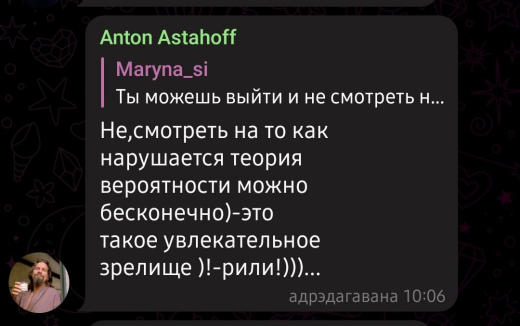 Anton Astahoff
Maryna_si
Ты можешь выйти и не смотреть н...
Не,смотреть на то как
нарушается теория
вероятности можно
бесконечно)-это
такое увлекательное
зрелище )!-рили!)))...
адрэдагавана 10:06